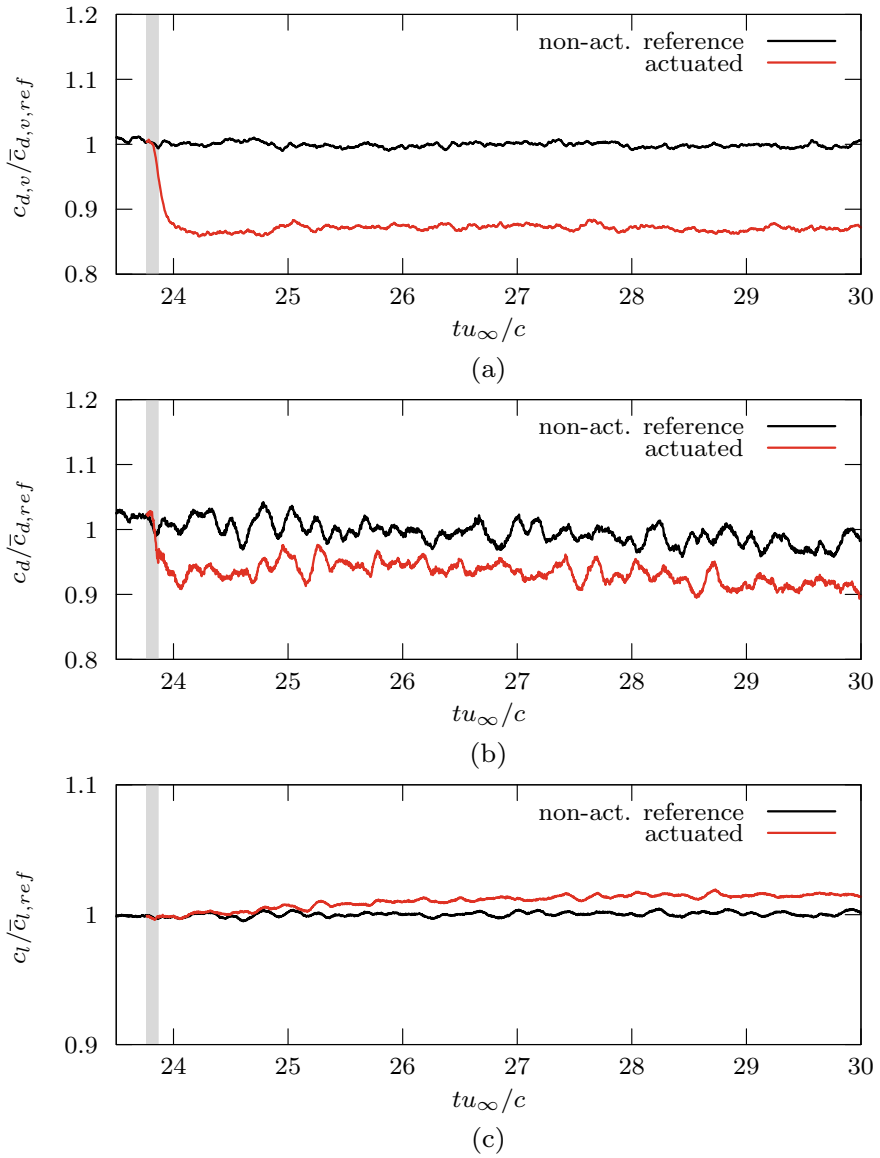 1.2
non-act. reference
actuated
1.1
1
0.9
0.8
c_{d,v}/\overline{c}_{d,v,ref}
24 25 26 27 28 29 30
tu_∞/c
(a)
1.2
non-act. reference
actuated
1.1
1
0.9
0.8
c_d/\overline{c}_{d,ref}
24 25 26 27 28 29 30
tu_∞/c
(b)
1.1
non-act. reference
actuated
1
0.9
c_l/\overline{c}_{l,ref}
24 25 26 27 28 29 30
tu_∞/c
(c)